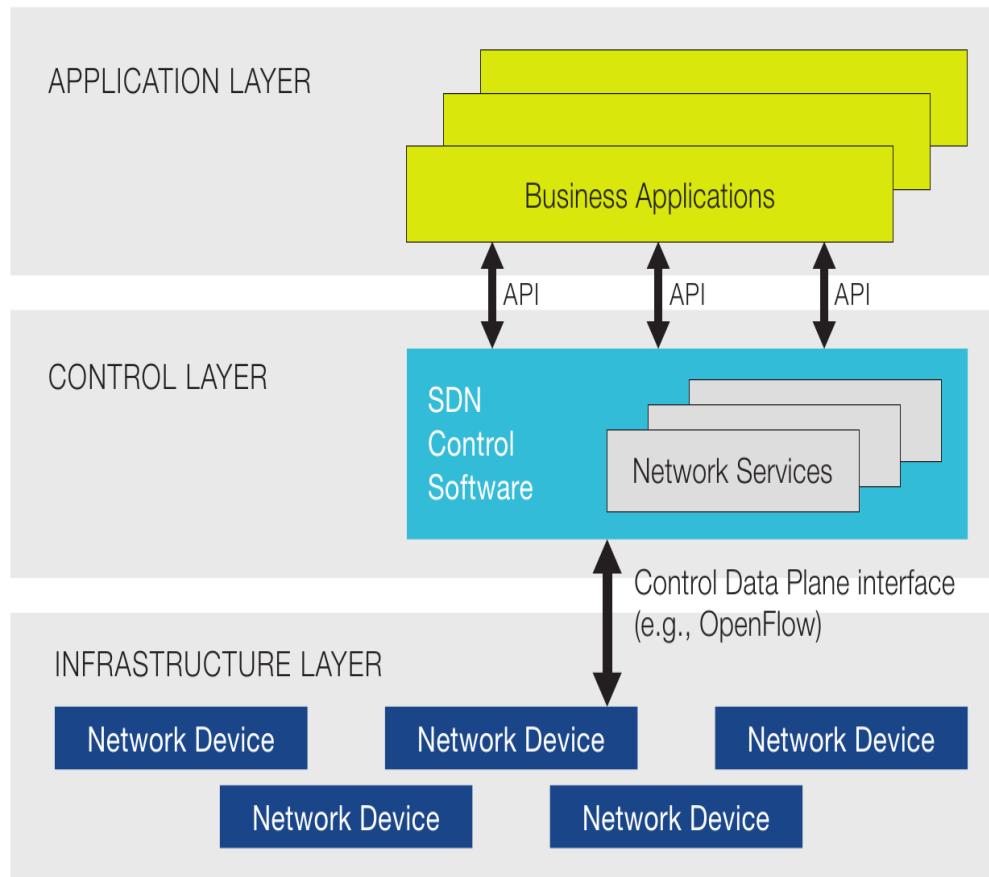 APPLICATION LAYER
Business Applications
API
API
API
CONTROL LAYER
SDN
Control
Software
Network Services
Control Data Plane interface
(e.g., OpenFlow)
INFRASTRUCTURE LAYER
Network Device
Network Device
Network Device
Network Device
Network Device